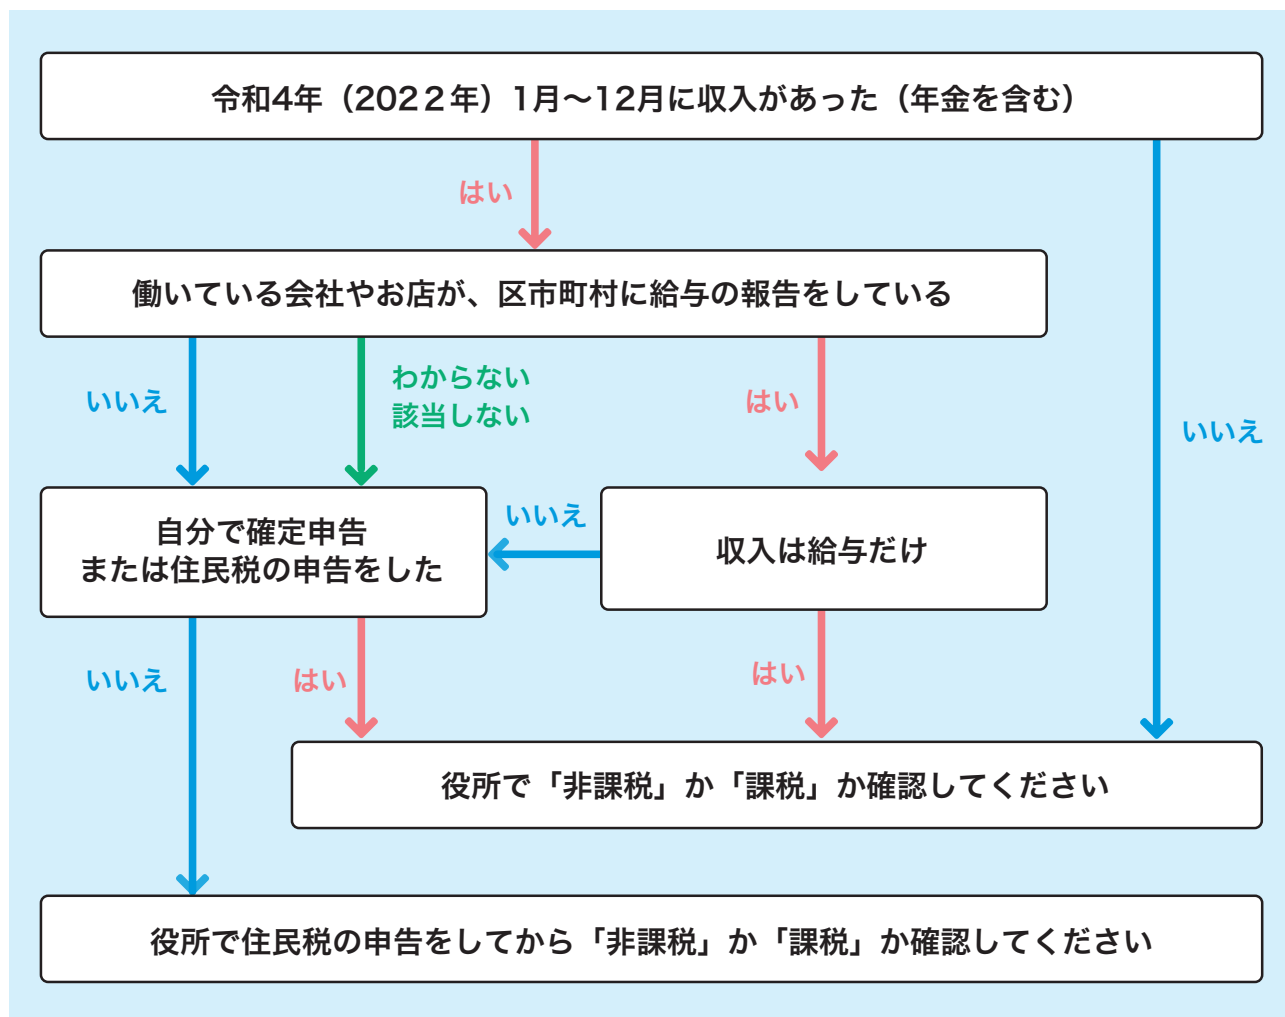 令和4年（2022年）1月〜12月に収入があった（年金を含む）
はい
働いている会社やお店が、区市町村に給与の報告をしている
いいえ
わからない
該当しない
はい
いいえ
自分で確定申告
または住民税の申告をした
いいえ
収入は給与だけ
いいえ
はい
はい
役所で「非課税」か「課税」か確認してください
役所で住民税の申告をしてから「非課税」か「課税」か確認してください